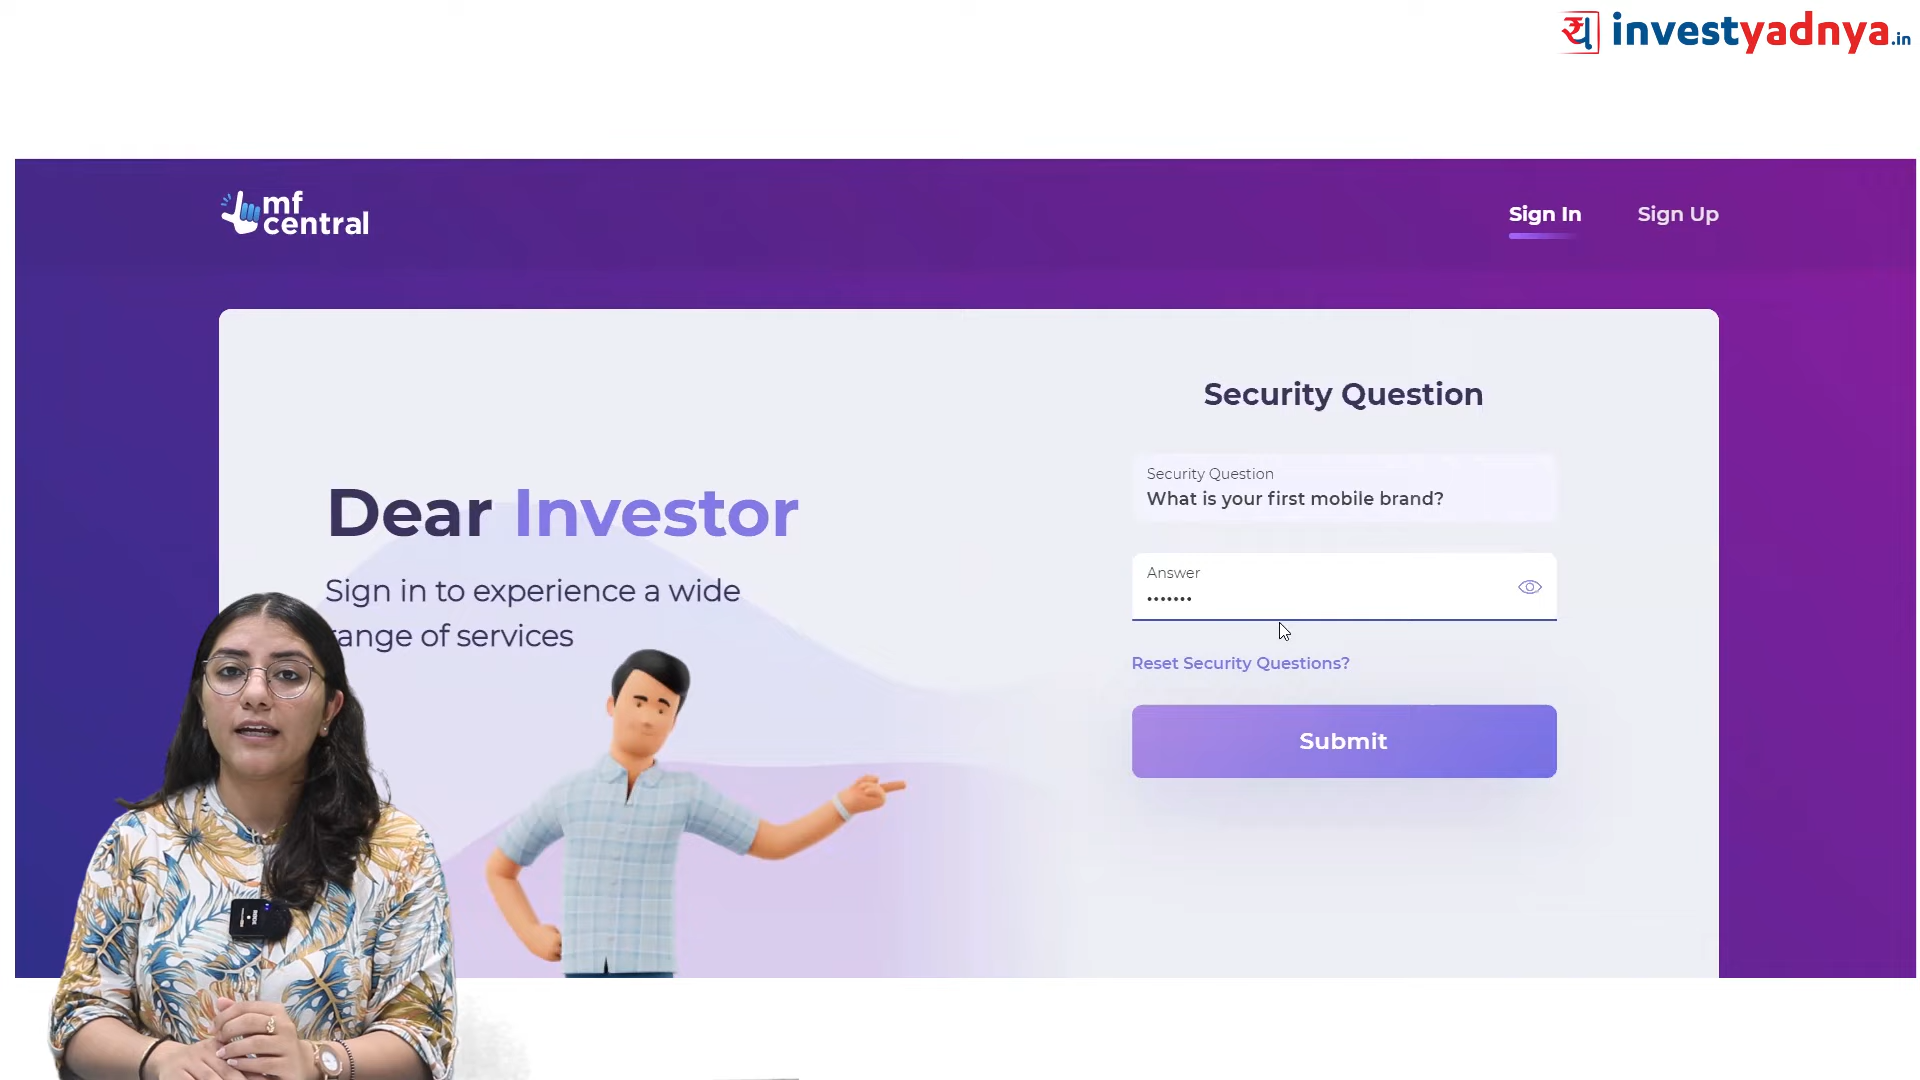 investyadnya.in
mf
central
Sign In
Sign Up
Security Question
Security Question
What is your first mobile brand?
Dear Investor
Answer
•••••••
Sign in to experience a wide
range of services
Reset Security Questions?
Submit